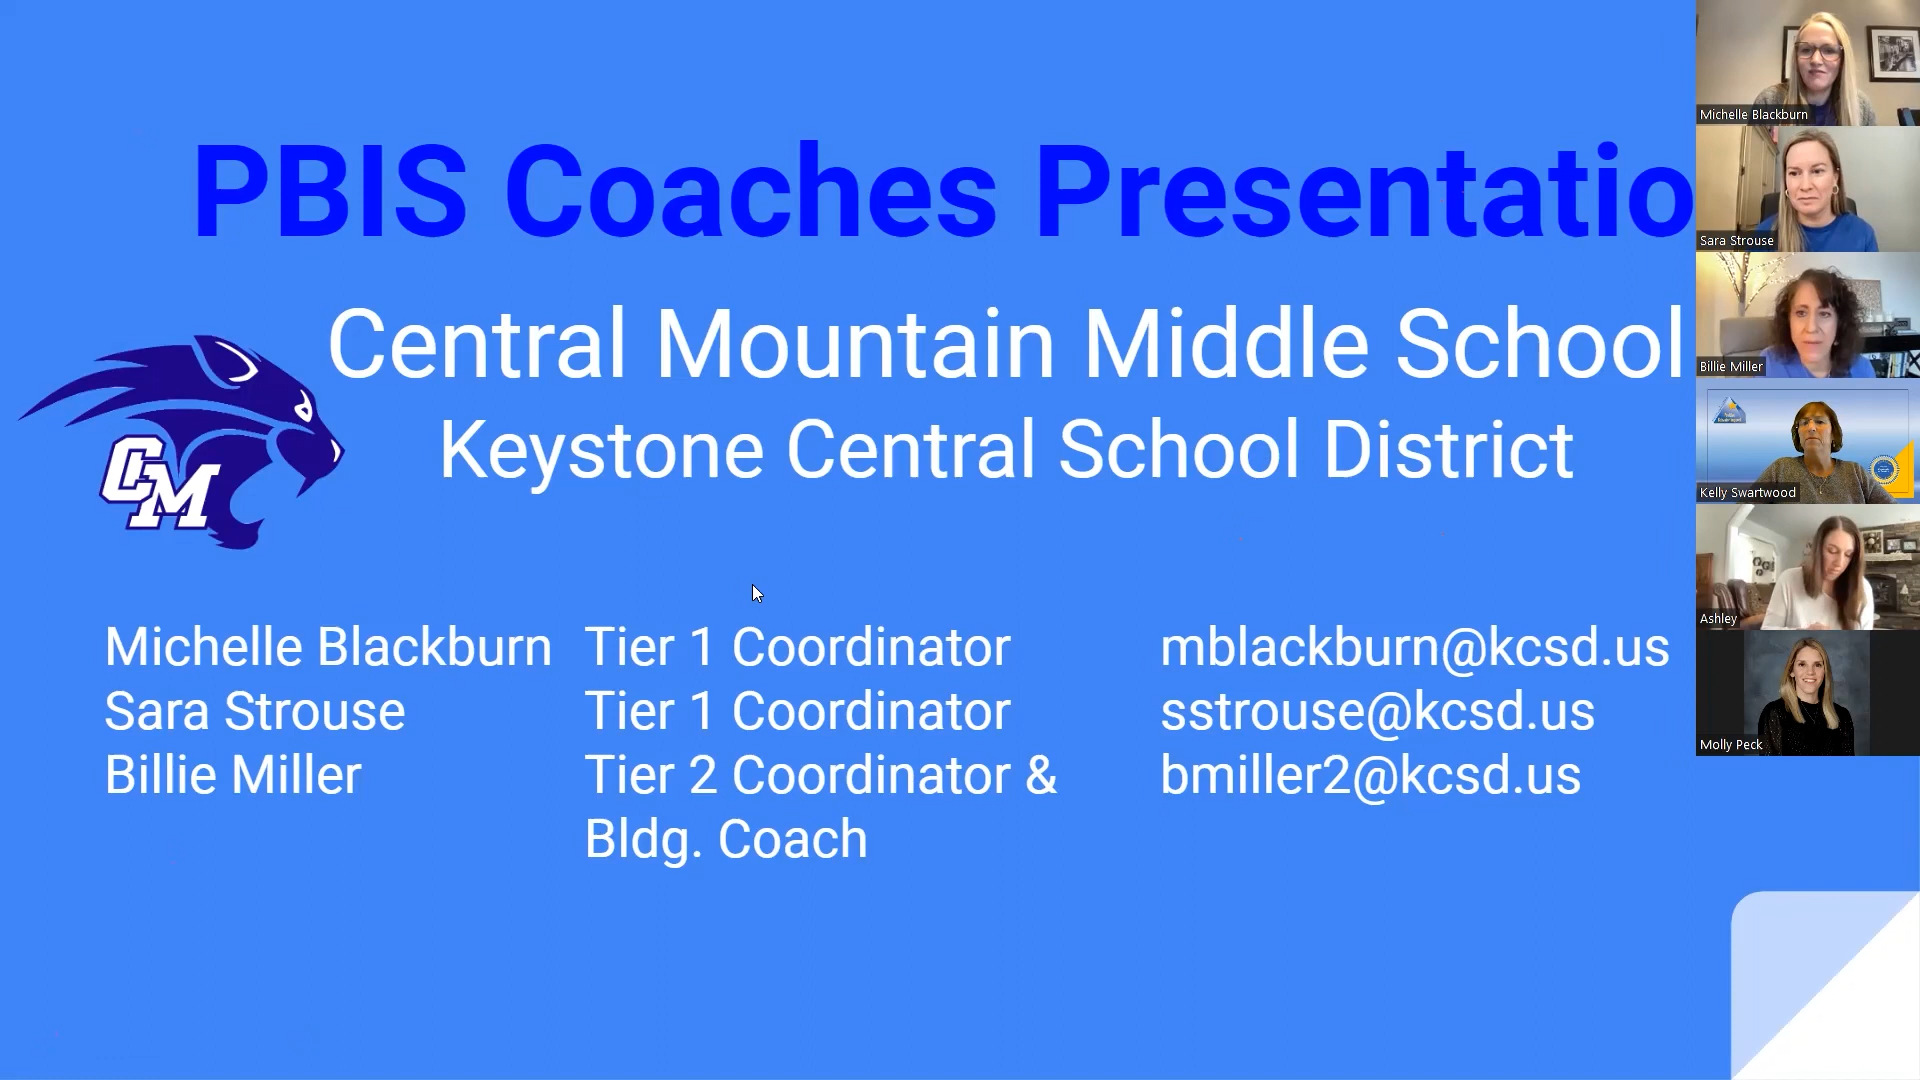 PBIS Coaches Presentatio
Central Mountain Middle School
Keystone Central School District
CM
Michelle Blackburn Tier 1 Coordinator mblackburn@kcsd.us
Sara Strouse Tier 1 Coordinator sstrouse@kcsd.us
Billie Miller Tier 2 Coordinator & bmiller2@kcsd.us
Bldg. Coach
Michelle Blackburn
Sara Strouse
Billie Miller
Kelly Swartwood
Ashley
Molly Peck